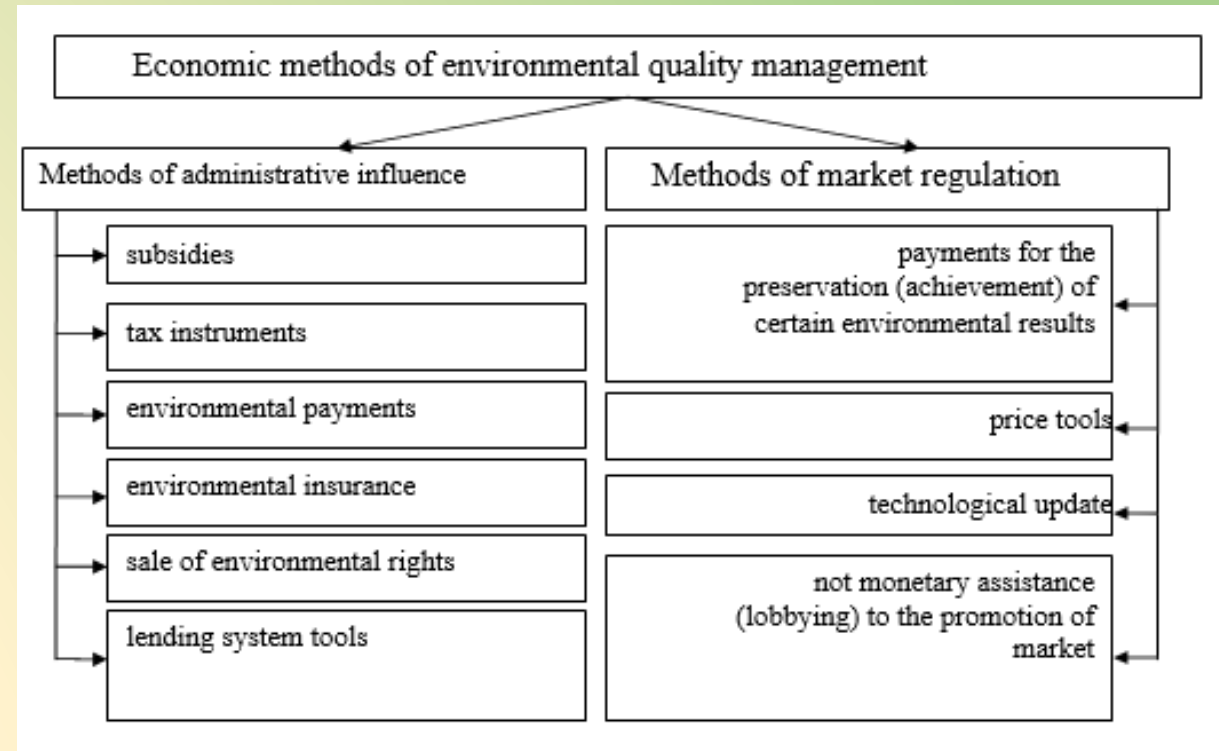 Economic methods of environmental quality management
Methods of administrative influence
subsidies
tax instruments
environmental payments
environmental insurance
sale of environmental rights
lending system tools
Methods of market regulation
payments for the
preservation (achievement) of
certain environmental results
price tools
technological update
not monetary assistance
(lobbying) to the promotion of
market